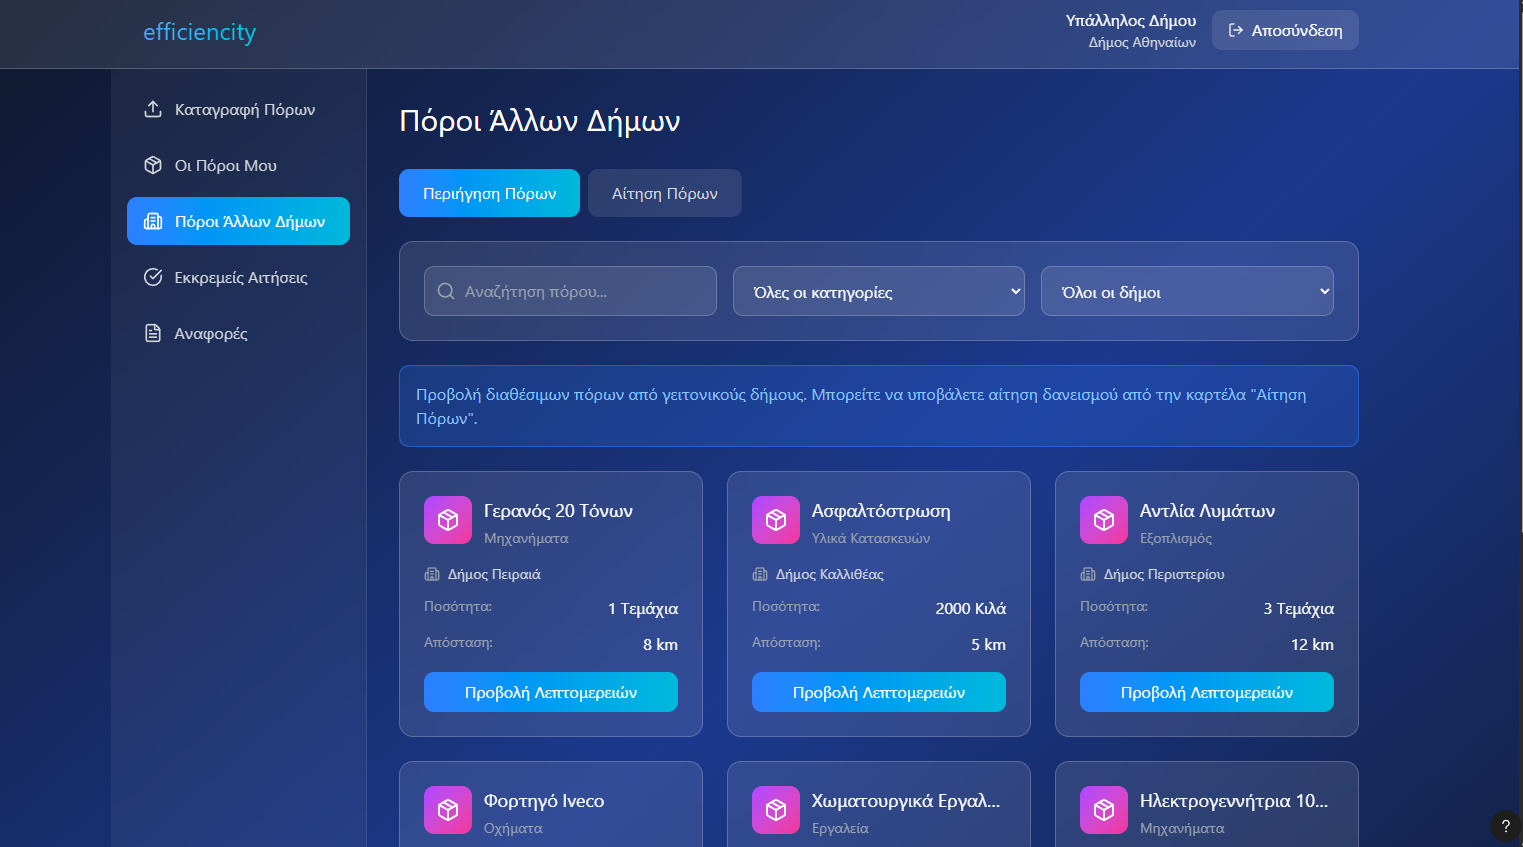 efficiencity
Υπάλληλος Δήμου
Δήμος Αθηναίων
Αποσύνδεση
Καταγραφή Πόρων
Οι Πόροι Μου
Πόροι Άλλων Δήμων
Εκκρεμείς Αιτήσεις
Αναφορές
Πόροι Άλλων Δήμων
Περιήγηση Πόρων
Αίτηση Πόρων
Αναζήτηση πόρου...
Όλες οι κατηγορίες
Όλοι οι δήμοι
Προβολή διαθέσιμων πόρων από γειτονικούς δήμους. Μπορείτε να υποβάλετε αίτηση δανεισμού από την καρτέλα "Αίτηση
Πόρων".
Γερανός 20 Τόνων
Μηχανήματα
Δήμος Πειραιά
Ποσότητα: 1 Τεμάχια
Απόσταση: 8 km
Προβολή Λεπτομερειών
Ασφαλτόστρωση
Υλικά Κατασκευών
Δήμος Καλλιθέας
Ποσότητα: 2000 Κιλά
Απόσταση: 5 km
Προβολή Λεπτομερειών
Αντλία Λυμάτων
Εξοπλισμός
Δήμος Περιστερίου
Ποσότητα: 3 Τεμάχια
Απόσταση: 12 km
Προβολή Λεπτομερειών
Φορτηγό Iveco
Οχήματα
Χωματουργικά Εργαλ...
Εργαλεία
Ηλεκτρογεννήτρια 10...
Μηχανήματα
?